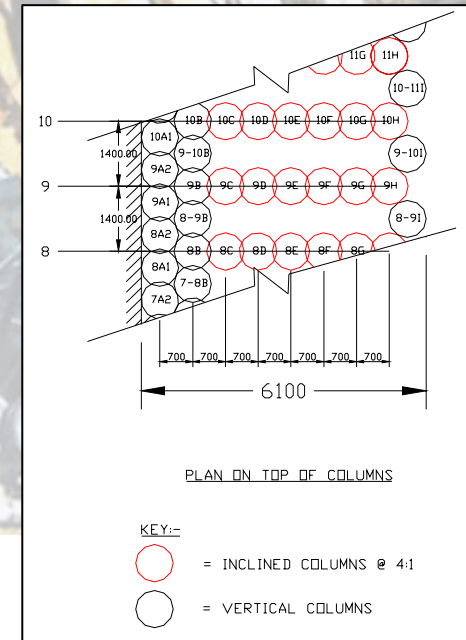 11G 11H
10-11I
10 10B 10C 10D 10E 10F 10G 10H
10A1
1400.00 9-10B 9-10I
9A2
9 9B 9C 9D 9E 9F 9G 9H
9A1
1400.00 8-9B 8-9I
8A2
8 8B 8C 8D 8E 8F 8G
8A1
7-8B
7A2
700 700 700 700 700 700 700
6100
PLAN ON TOP OF COLUMNS
KEY:-
= INCLINED COLUMNS @ 4:1
= VERTICAL COLUMNS